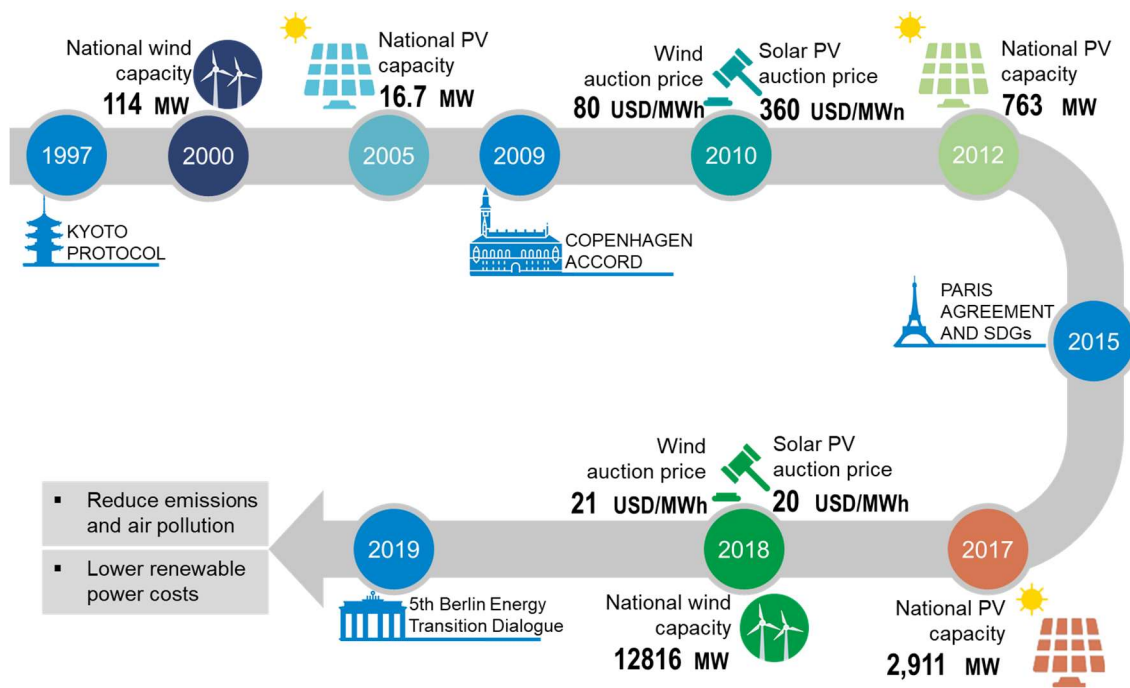 National wind
capacity
114 MW
National PV
capacity
16.7 MW
Wind
auction price
80 USD/MWh
Solar PV
auction price
360 USD/MWn
National PV
capacity
763 MW
1997
2000
2005
2009
2010
2012
KYOTO
PROTOCOL
COPENHAGEN
ACCORD
PARIS
AGREEMENT
AND SDGs
2015
Wind
auction price
21 USD/MWh
Solar PV
auction price
20 USD/MWh
▪ Reduce emissions
and air pollution
▪ Lower renewable
power costs
2019
2018
2017
5th Berlin Energy
Transition Dialogue
National wind
capacity
12816 MW
National PV
capacity
2,911 MW